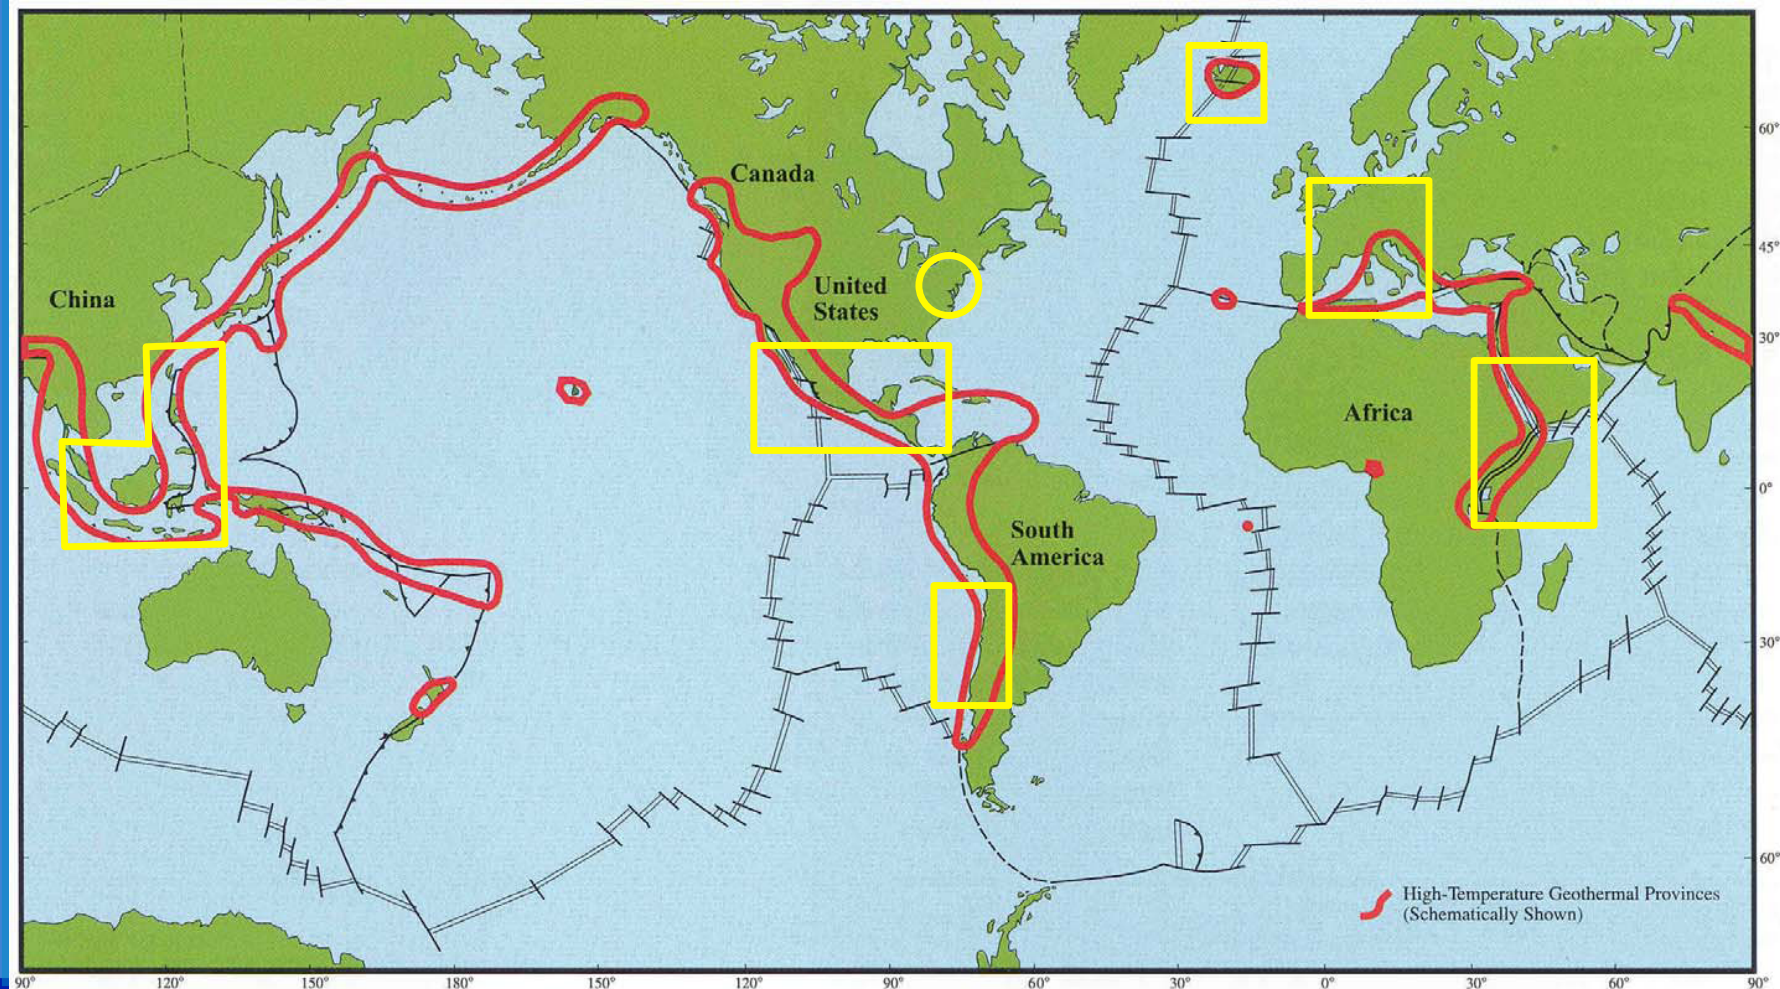 Canada
60°
45°
China
United
States
30°
Africa
0°
South
America
30°
60°
High-Temperature Geothermal Provinces
(Schematically Shown)
90° 120° 150° 180° 150° 120° 90° 60° 30° 0° 30° 60° 90°